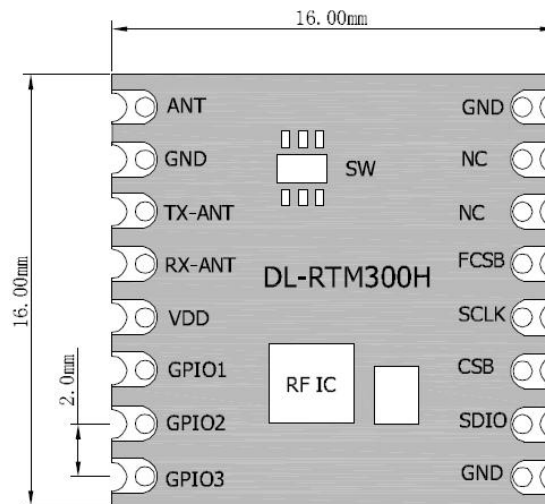 16.00mm
ANT GND
GND SW NC
TX-ANT NC
RX-ANT DL-RTM300H FCSB
16.00mm
VDD SCLK
GPIO1 RF IC CSB
2.0mm
GPIO2 SDIO
GPIO3 GND